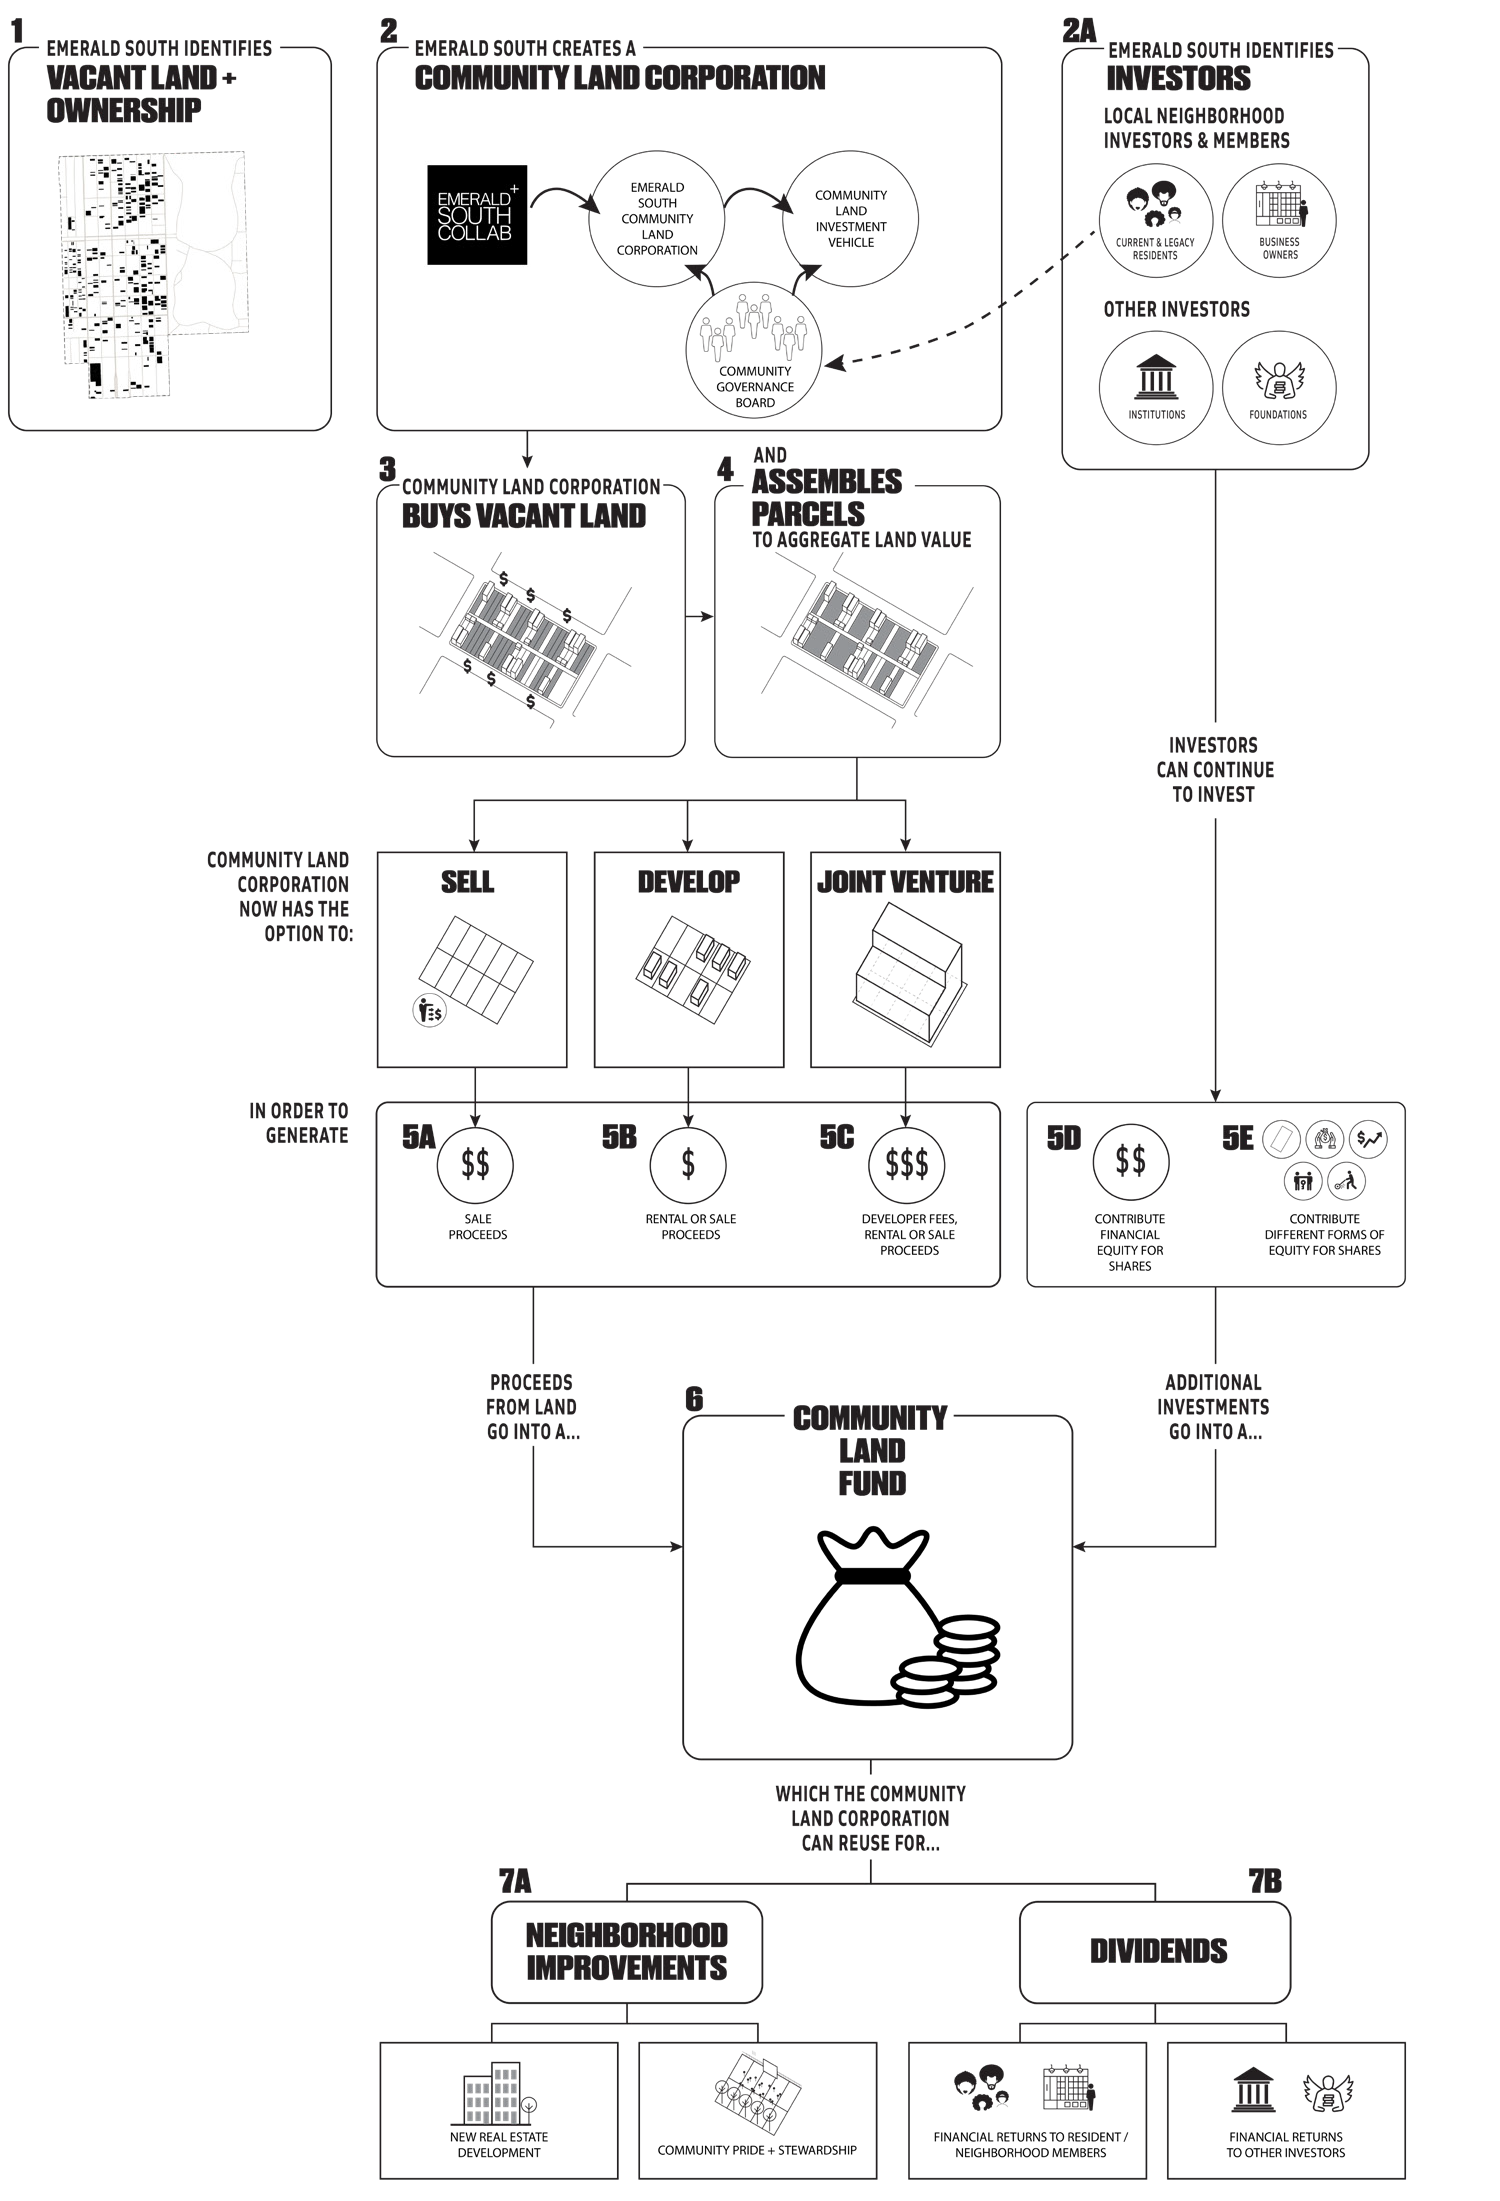 1
EMERALD SOUTH IDENTIFIES
VACANT LAND +
OWNERSHIP
2
EMERALD SOUTH CREATES A
COMMUNITY LAND CORPORATION
EMERALD+
SOUTH
COLLAB
EMERALD
SOUTH
COMMUNITY
LAND
CORPORATION
COMMUNITY
LAND
INVESTMENT
VEHICLE
COMMUNITY
GOVERNANCE
BOARD
2A
EMERALD SOUTH IDENTIFIES
INVESTORS
LOCAL NEIGHBORHOOD
INVESTORS & MEMBERS
CURRENT & LEGACY
RESIDENTS
BUSINESS
OWNERS
OTHER INVESTORS
INSTITUTIONS
FOUNDATIONS
3
COMMUNITY LAND CORPORATION
BUYS VACANT LAND
$
$
$
$
$
$
4
AND
ASSEMBLES
PARCELS
TO AGGREGATE LAND VALUE
INVESTORS
CAN CONTINUE
TO INVEST
COMMUNITY LAND
CORPORATION
NOW HAS THE
OPTION TO:
SELL
$
DEVELOP
JOINT VENTURE
IN ORDER TO
GENERATE
5A
$$
SALE
PROCEEDS
5B
$
RENTAL OR SALE
PROCEEDS
5C
$$$
DEVELOPER FEES,
RENTAL OR SALE
PROCEEDS
5D
$$
CONTRIBUTE
FINANCIAL
EQUITY FOR
SHARES
5E
$
$
CONTRIBUTE
DIFFERENT FORMS OF
EQUITY FOR SHARES
PROCEEDS
FROM LAND
GO INTO A...
ADDITIONAL
INVESTMENTS
GO INTO A...
6
COMMUNITY
LAND
FUND
WHICH THE COMMUNITY
LAND CORPORATION
CAN REUSE FOR...
7A
NEIGHBORHOOD
IMPROVEMENTS
7B
DIVIDENDS
NEW REAL ESTATE
DEVELOPMENT
COMMUNITY PRIDE + STEWARDSHIP
FINANCIAL RETURNS TO RESIDENT /
NEIGHBORHOOD MEMBERS
FINANCIAL RETURNS
TO OTHER INVESTORS